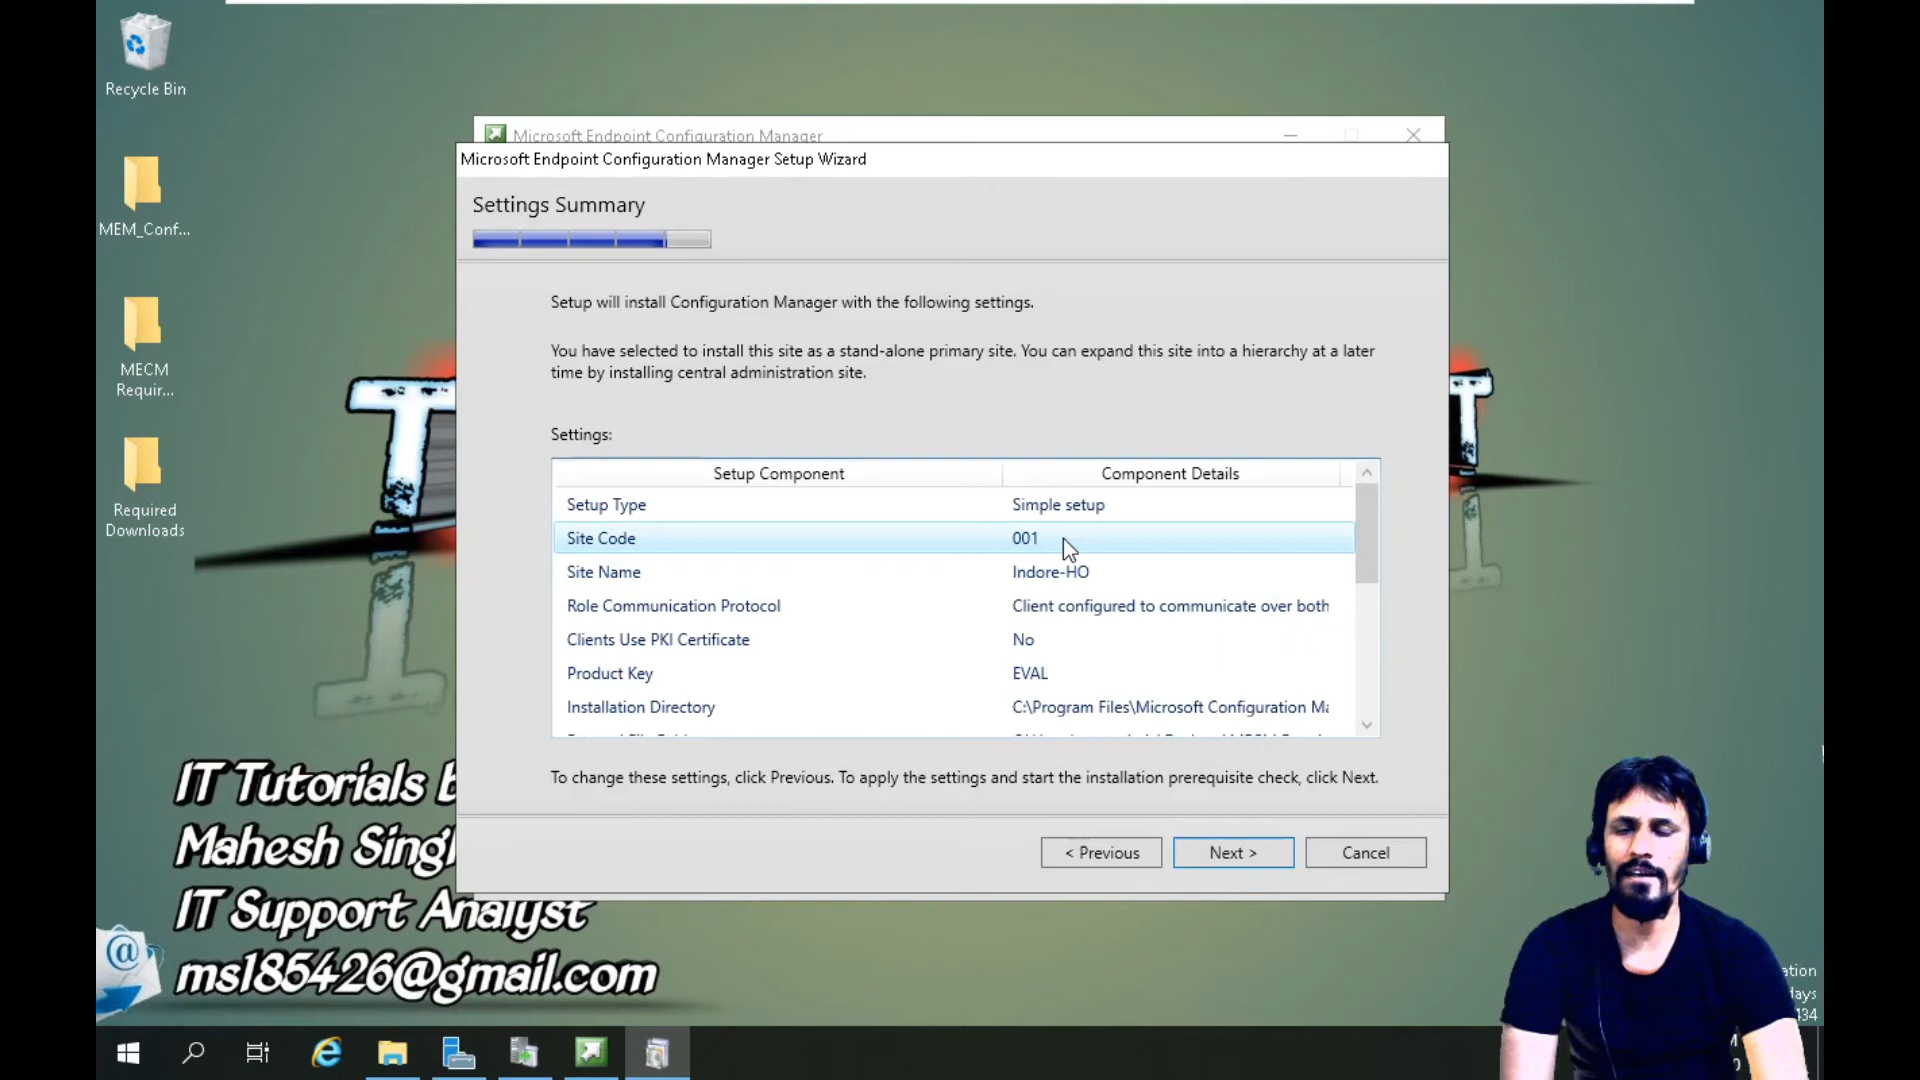 Recycle Bin
MEM_Conf...
MECM
Requir...
Required
Downloads
Microsoft Endpoint Configuration Manager
Microsoft Endpoint Configuration Manager Setup Wizard
Settings Summary
Setup will install Configuration Manager with the following settings.
You have selected to install this site as a stand-alone primary site. You can expand this site into a hierarchy at a later
time by installing central administration site.
Settings:
Setup Component Component Details
Setup Type Simple setup
Site Code 001
Site Name Indore-HO
Role Communication Protocol Client configured to communicate over both
Clients Use PKI Certificate No
Product Key EVAL
Installation Directory C:\Program Files\Microsoft Configuration Ma
To change these settings, click Previous. To apply the settings and start the installation prerequisite check, click Next.
< Previous Next > Cancel
IT Tutorials b
Mahesh Singh
IT Support Analyst
ms185426@gmail.com
ation
days
434